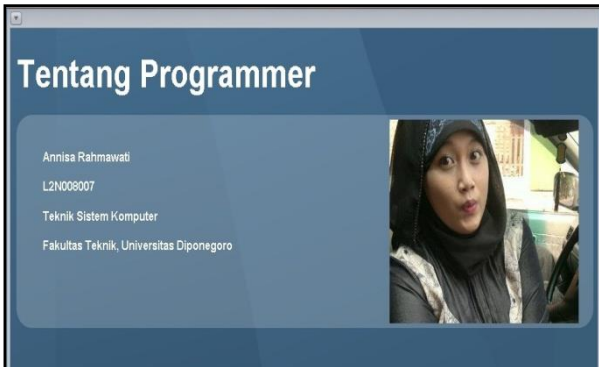 Tentang Programmer
Annisa Rahmawati
L2N008007
Teknik Sistem Komputer
Fakultas Teknik, Universitas Diponegoro